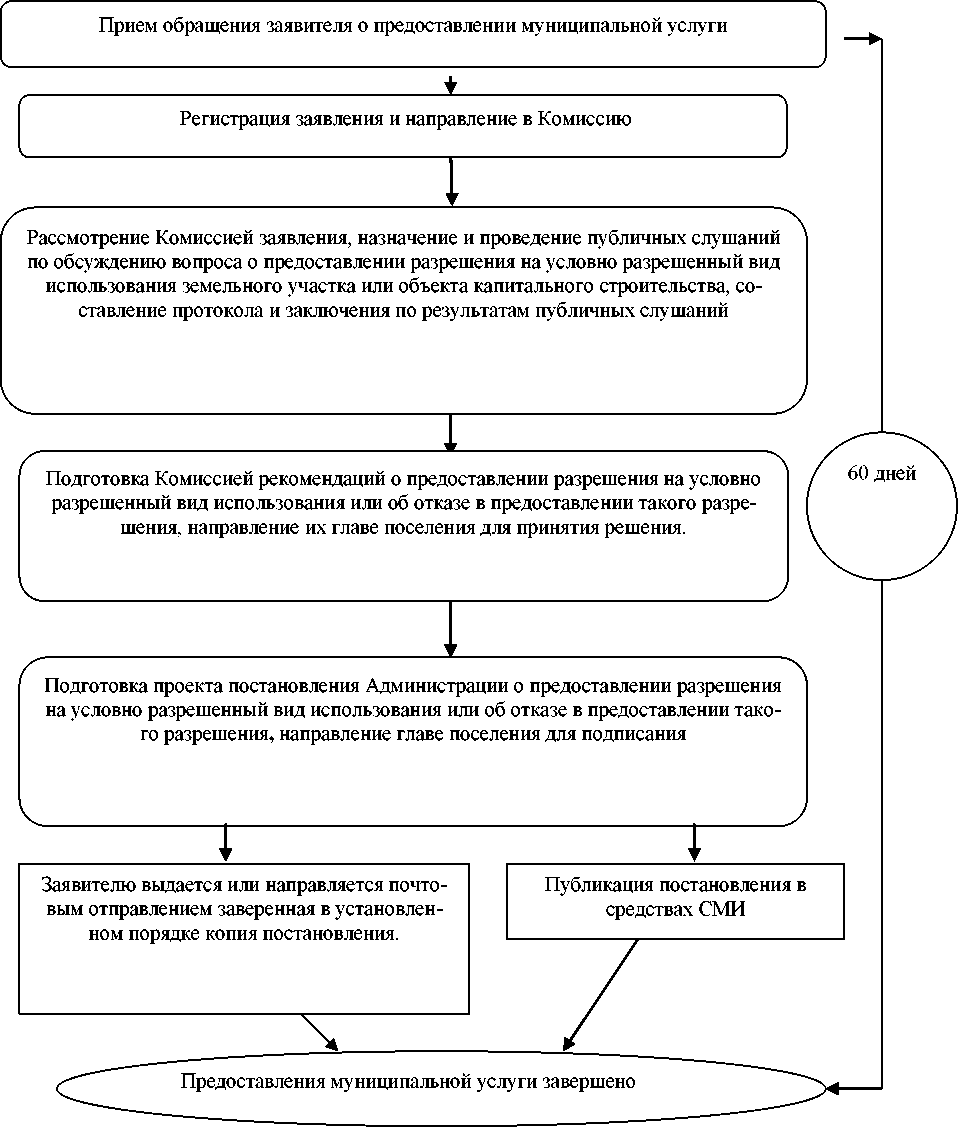 Прием обращения заявителя о предоставлении муниципальной услуги
Регистрация заявления и направление в Комиссию
Рассмотрение Комиссией заявления, назначение и проведение публичных слушаний
по обсуждению вопроса о предоставлении разрешения на условно разрешенный вид
использования земельного участка или объекта капитального строительства, со-
ставление протокола и заключения по результатам публичных слушаний
60 дней
Подготовка Комиссией рекомендаций о предоставлении разрешения на условно
разрешенный вид использования или об отказе в предоставлении такого разре-
шения, направление их главе поселения для принятия решения.
Подготовка проекта постановления Администрации о предоставлении разрешения
на условно разрешенный вид использования или об отказе в предоставлении тако-
го разрешения, направление главе поселения для подписания
Заявителю выдается или направляется почто-
вым отправлением заверенная в установлен-
ном порядке копия постановления.
Публикация постановления в
средствах СМИ
Предоставления муниципальной услуги завершено